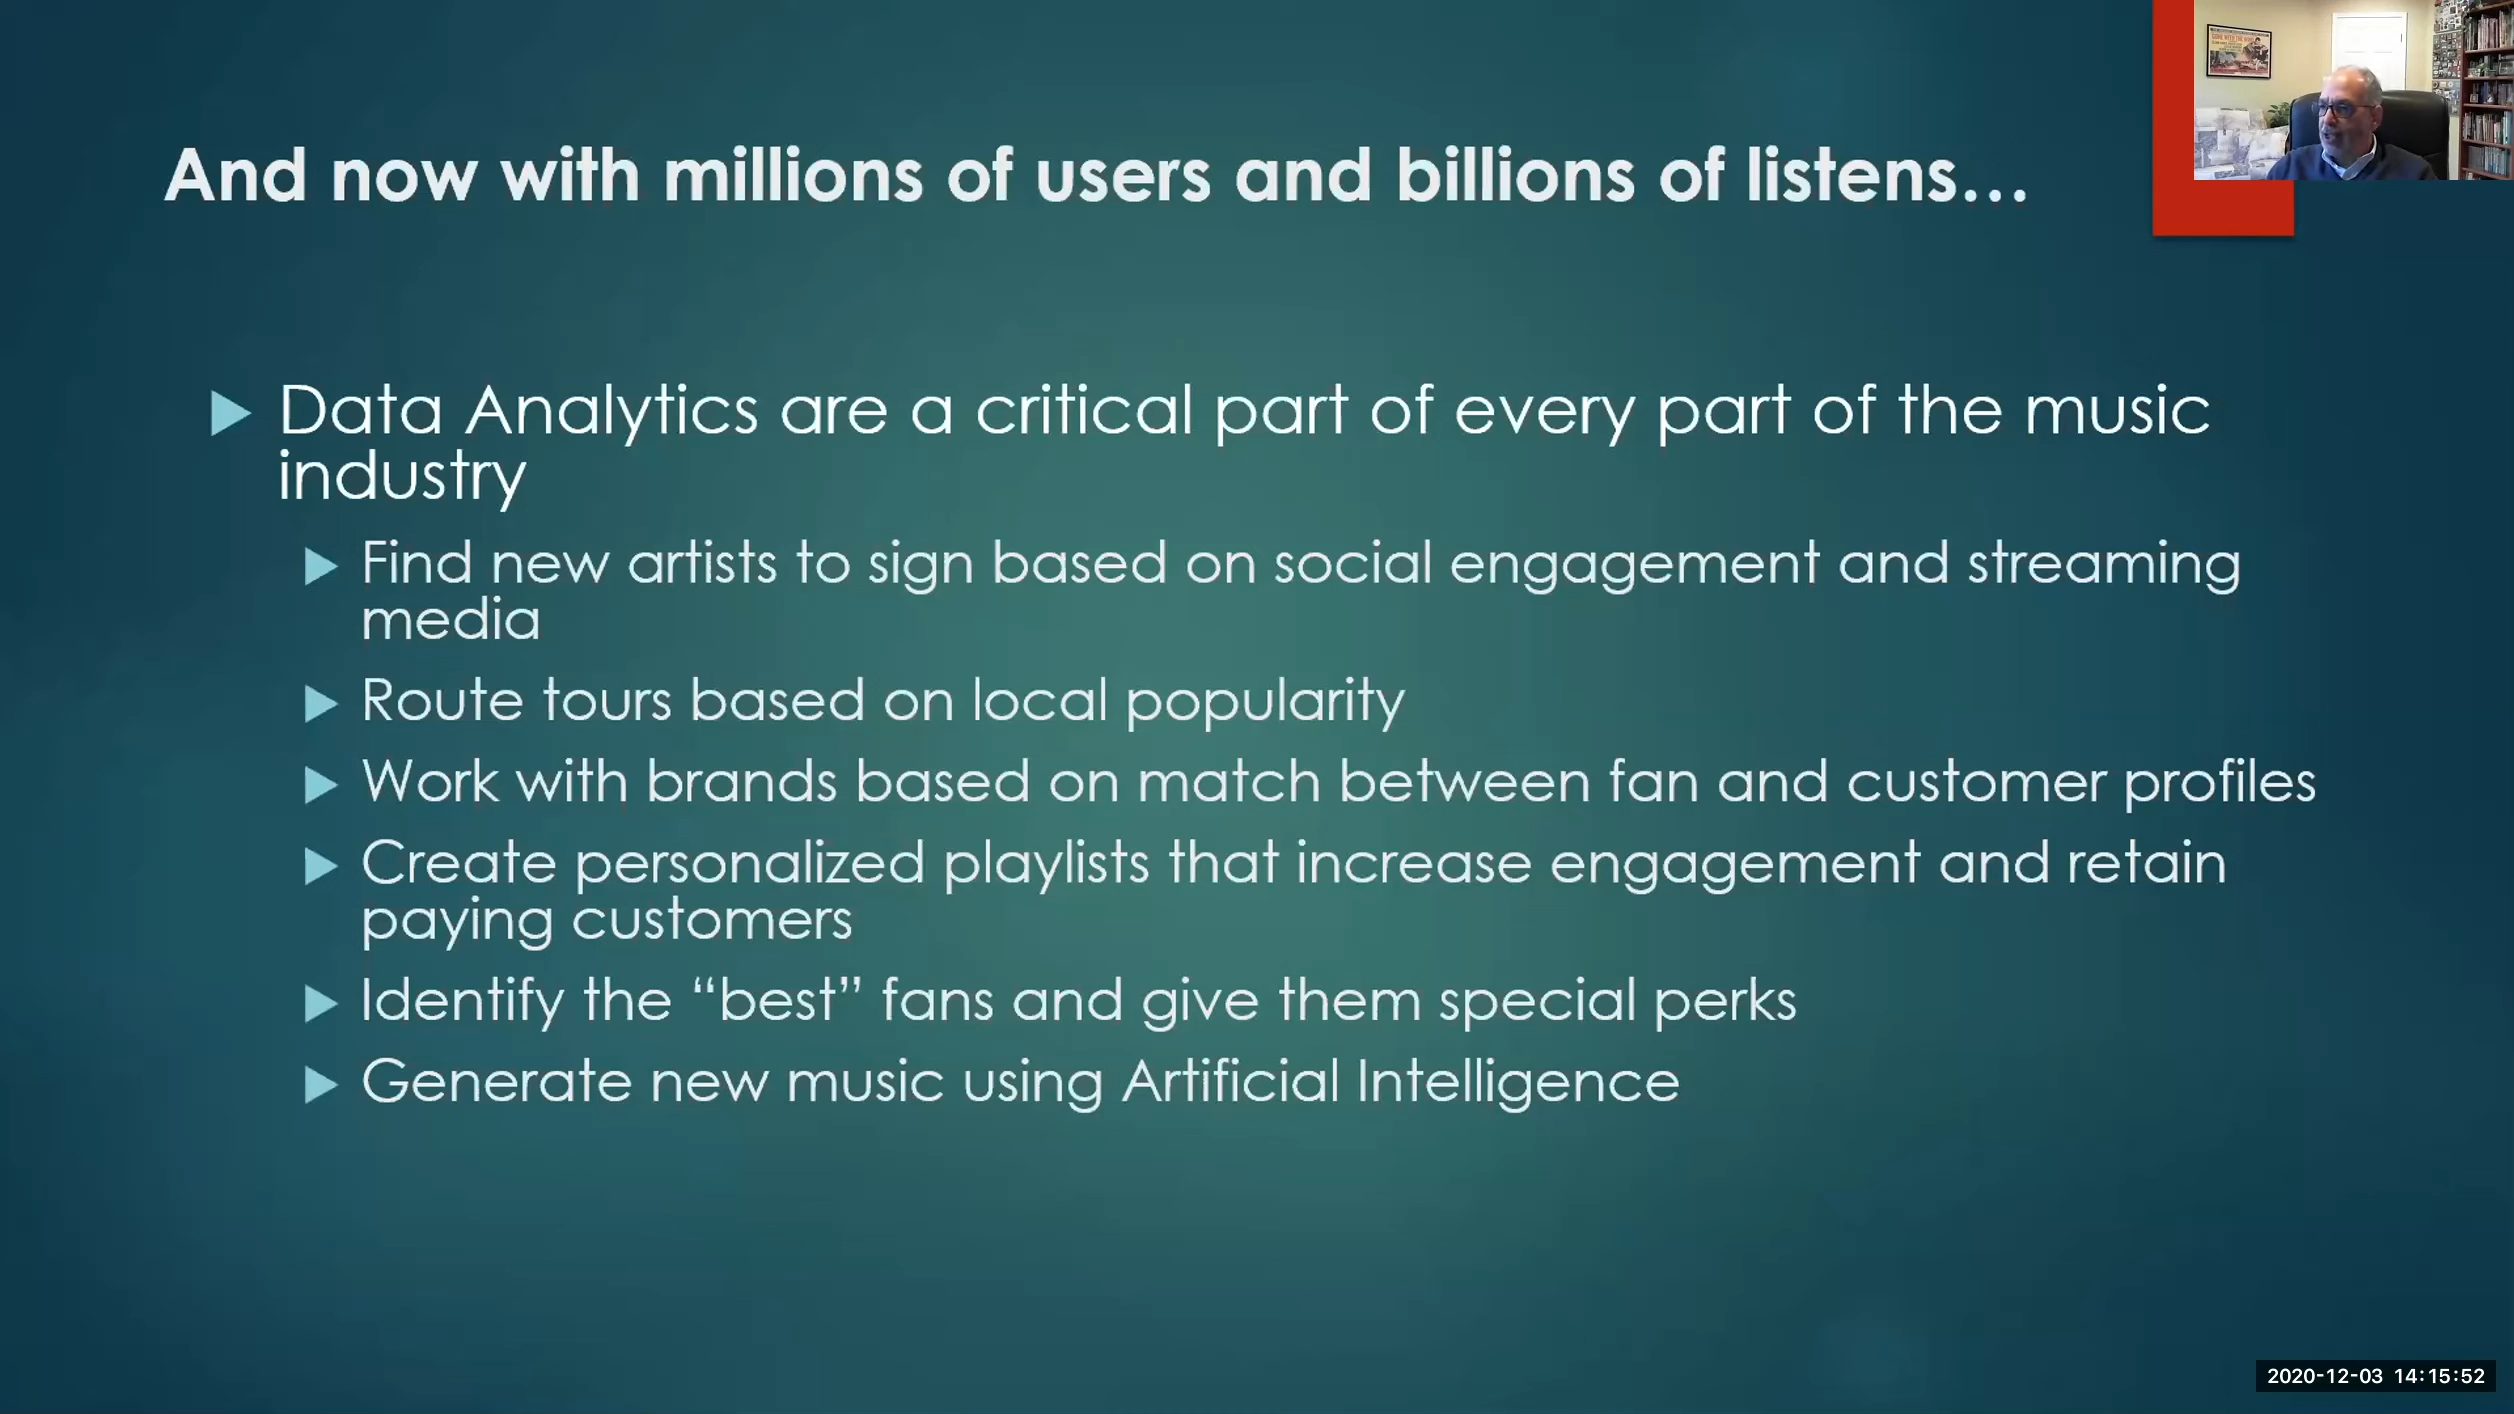 And now with millions of users and billions of listens…
Data Analytics are a critical part of every part of the music
industry
Find new artists to sign based on social engagement and streaming
media
Route tours based on local popularity
Work with brands based on match between fan and customer profiles
Create personalized playlists that increase engagement and retain
paying customers
Identify the “best” fans and give them special perks
Generate new music using Artificial Intelligence
2020-12-03 14:15:52